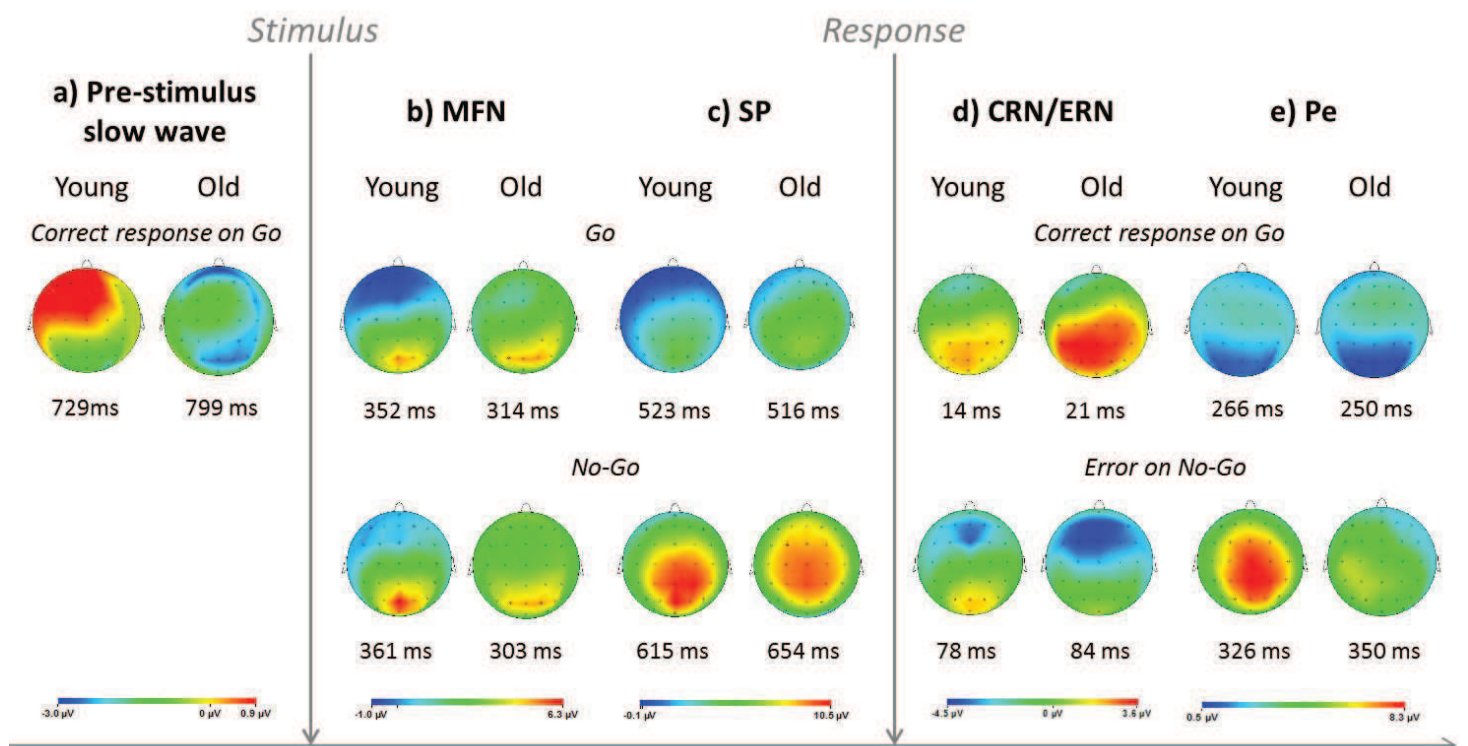 Stimulus
Response
a) Pre-stimulus
slow wave
b) MFN
c) SP
d) CRN/ERN
e) Pe
Young Old
Young Old
Young Old
Young Old
Young Old
Correct response on Go
Go
Correct response on Go
729ms 799 ms
352 ms 314 ms
523 ms 516 ms
14 ms 21 ms
266 ms 250 ms
No-Go
Error on No-Go
361 ms 303 ms
615 ms 654 ms
78 ms 84 ms
326 ms 350 ms
-3.0 µV 0 µV 0.9 µV
-1.0 µV 6.3 µV
-0.1 µV 10.5 µV
-4.5 µV 0 µV 3.6 µV
0.5 µV 8.3 µV